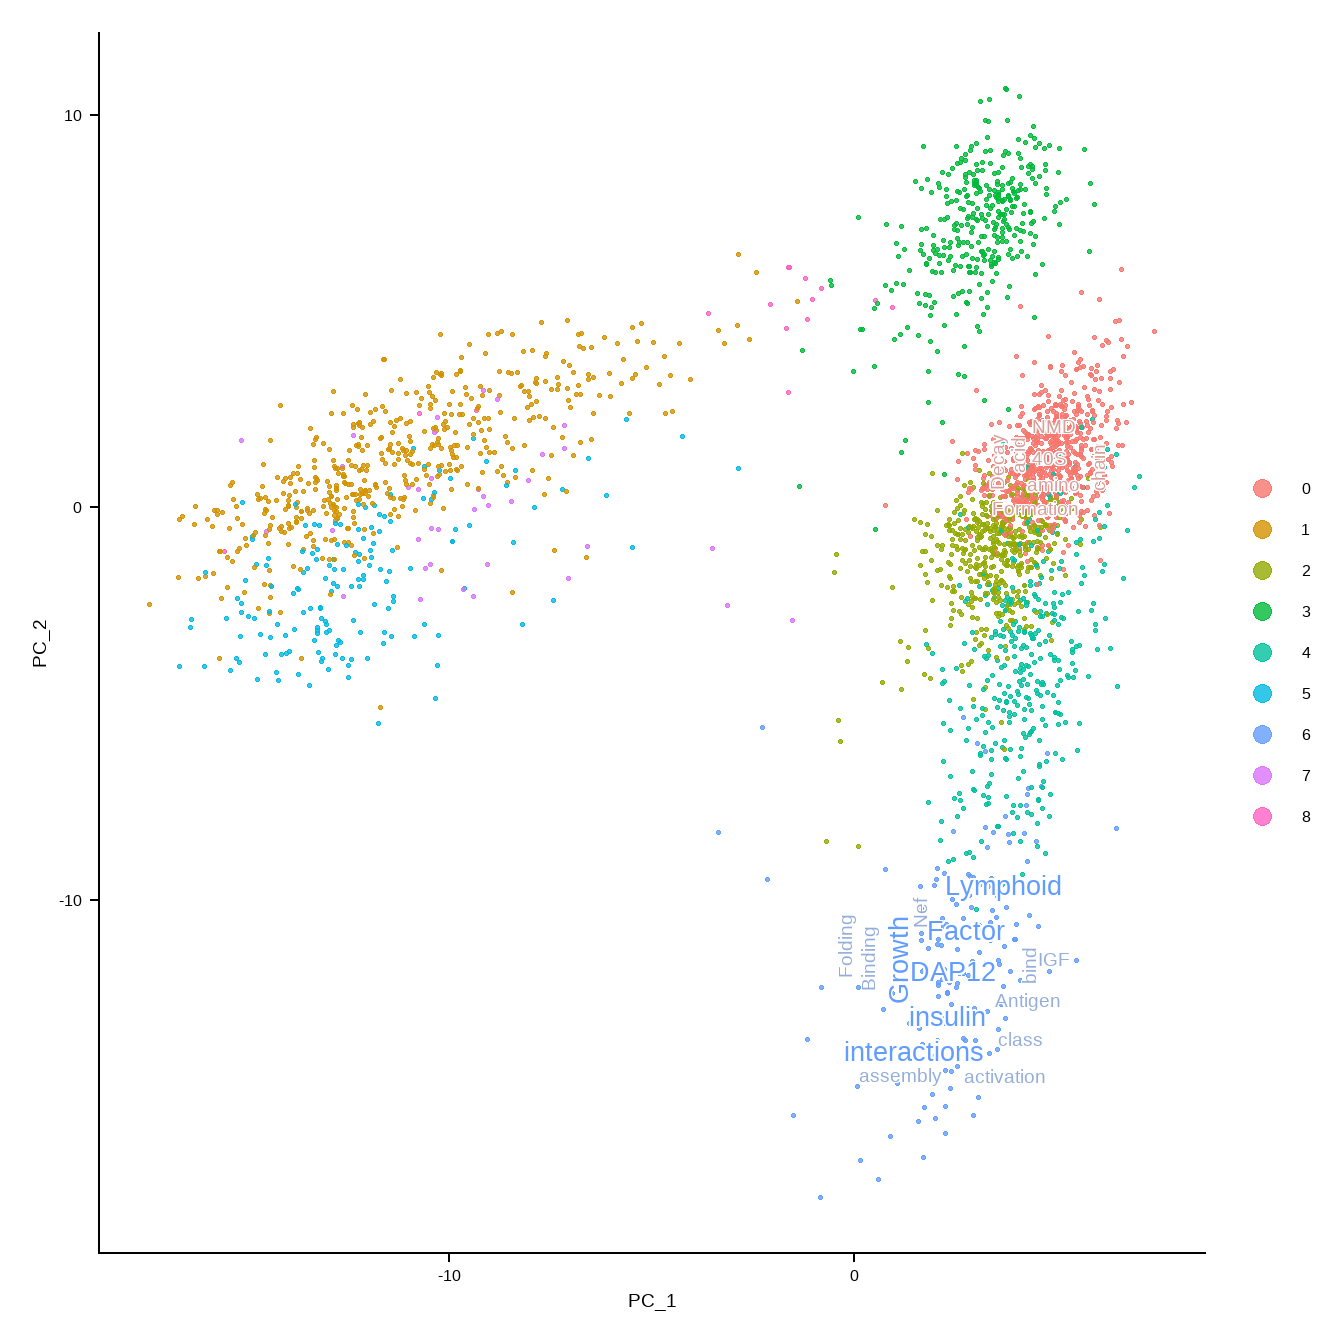 10
0
-10
PC_2
-10
0
PC_1
NMD
Decay
acid
40S
chain
amino
Formation
Lymphoid
Nef
Folding
Binding
Growth
Factor
DAP12
bind
IGF
Antigen
insulin
class
interactions
assembly
activation
0
1
2
3
4
5
6
7
8